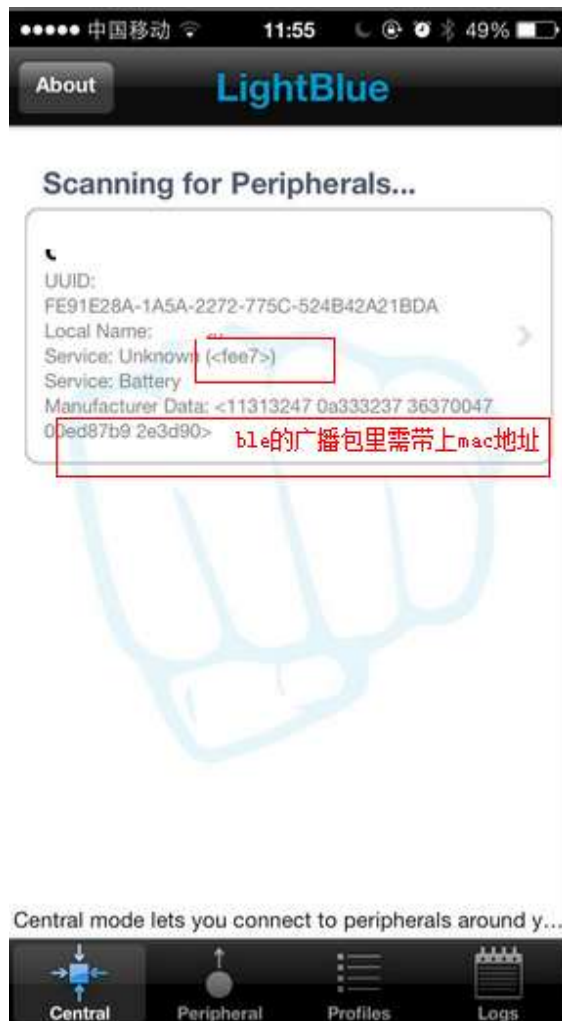 中国移动 11:55 49%
About LightBlue
Scanning for Peripherals...
UUID:
FE91E28A-1A5A-2272-775C-524B42A21BDA
Local Name:
Service: Unknown (<fee7>)
Service: Battery
Manufacturer Data: <11313247 0a333237 36370047
00ed87b9 2e3d90>
ble的广播包里需带上mac地址
Central mode lets you connect to peripherals around y...
Central Peripheral Profiles Logs